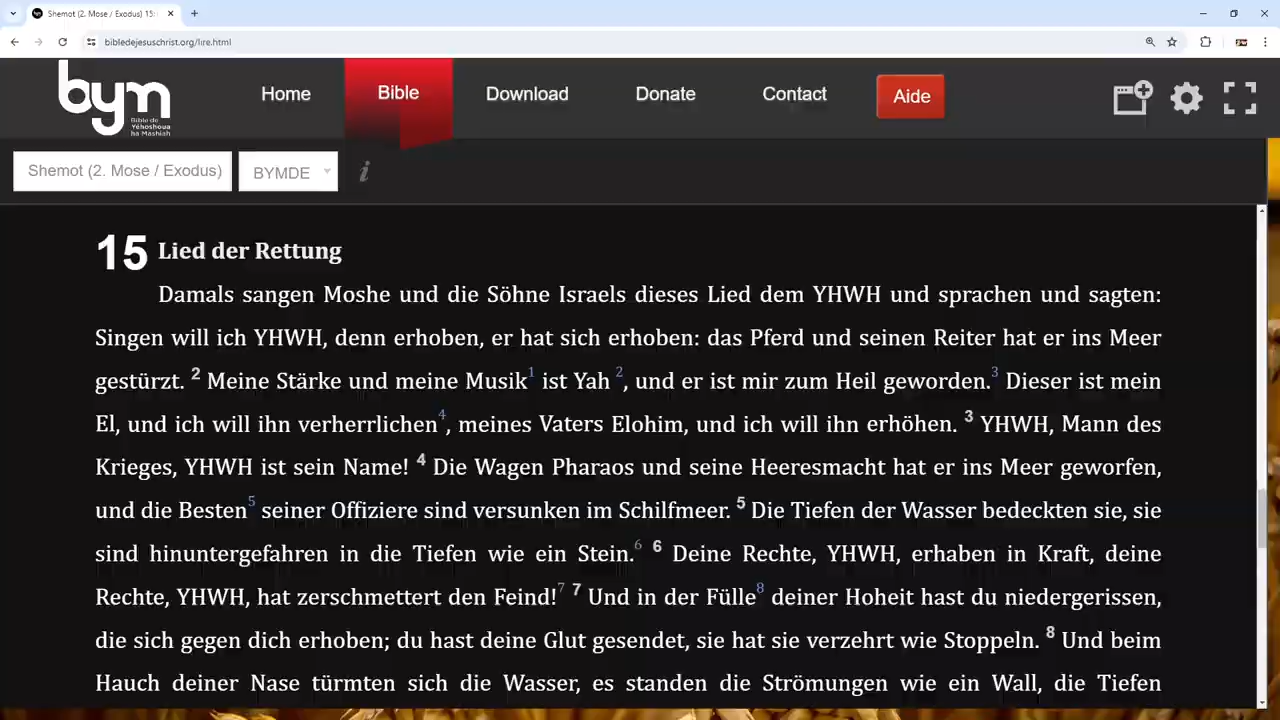 Shemot (2. Mose / Exodus) 15:
bibledejesuschrist.org/lire.html
bym
Bible de
Yéhoshoua
ha Mashiah
Home
Bible
Download
Donate
Contact
Aide
Shemot (2. Mose / Exodus)
BYMDE
i
15 Lied der Rettung
Damals sangen Moshe und die Söhne Israels dieses Lied dem YHWH und sprachen und sagten:
Singen will ich YHWH, denn erhoben, er hat sich erhoben: das Pferd und seinen Reiter hat er ins Meer
gestürzt. 2 Meine Stärke und meine Musik1 ist Yah 2, und er ist mir zum Heil geworden.3 Dieser ist mein
El, und ich will ihn verherrlichen4, meines Vaters Elohim, und ich will ihn erhöhen. 3 YHWH, Mann des
Krieges, YHWH ist sein Name! 4 Die Wagen Pharaos und seine Heeresmacht hat er ins Meer geworfen,
und die Besten5 seiner Offiziere sind versunken im Schilfmeer. 5 Die Tiefen der Wasser bedeckten sie, sie
sind hinuntergefahren in die Tiefen wie ein Stein.6 6 Deine Rechte, YHWH, erhaben in Kraft, deine
Rechte, YHWH, hat zerschmettert den Feind!7 7 Und in der Fülle8 deiner Hoheit hast du niedergerissen,
die sich gegen dich erhoben; du hast deine Glut gesendet, sie hat sie verzehrt wie Stoppeln. 8 Und beim
Hauch deiner Nase türmten sich die Wasser, es standen die Strömungen wie ein Wall, die Tiefen